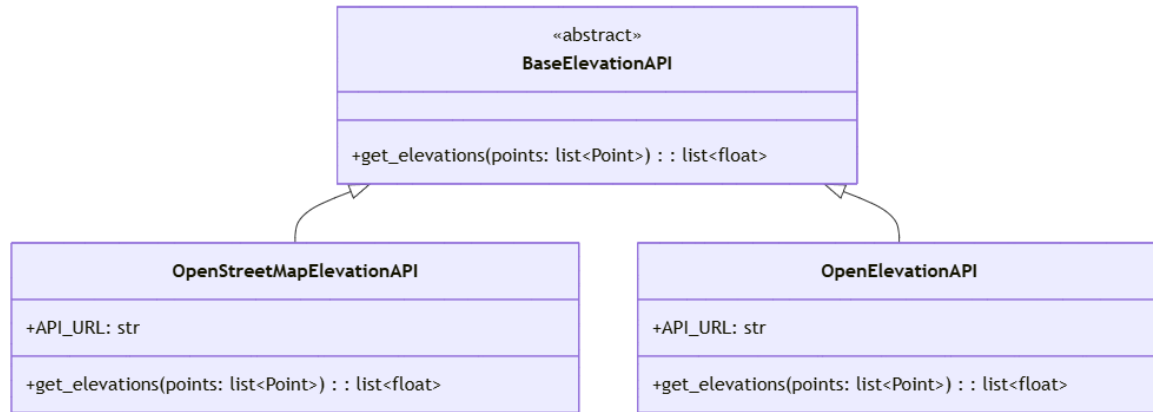 «abstract»
BaseElevationAPI
+get_elevations(points: list<Point>) : : list<float>
OpenStreetMapElevationAPI
+API_URL: str
+get_elevations(points: list<Point>) : : list<float>
OpenElevationAPI
+API_URL: str
+get_elevations(points: list<Point>) : : list<float>